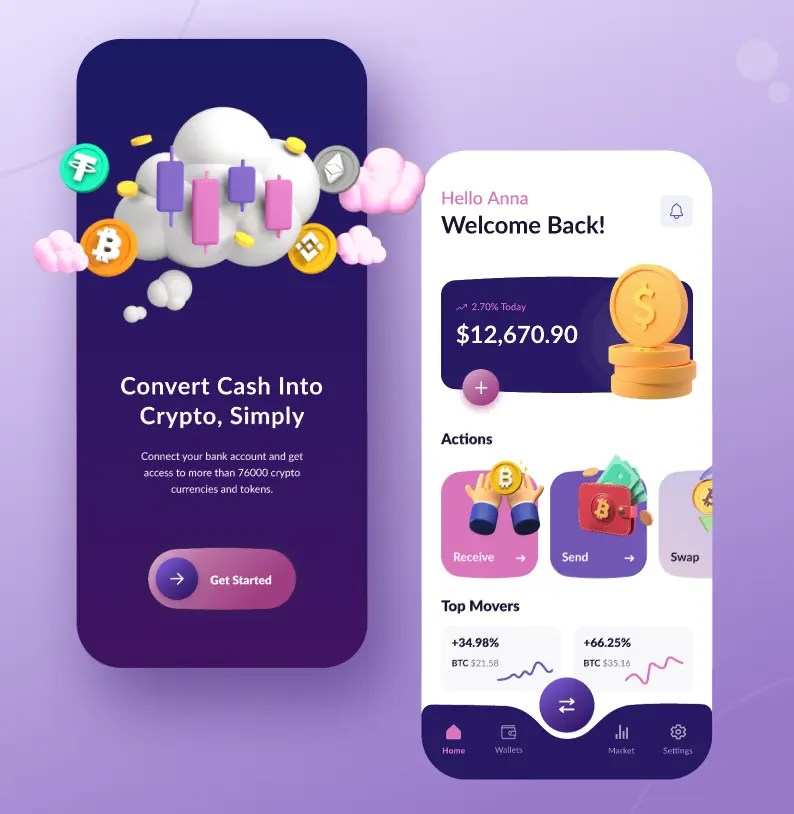 Convert Cash Into
Crypto, Simply
Connect your bank account and get
access to more than 76000 crypto
currencies and tokens.
Get Started
Hello Anna
Welcome Back!
2.70% Today
$12,670.90
Actions
Receive
Send
Swap
Top Movers
+34.98%
BTC $21.58
+66.25%
BTC $35.16
Home
Wallets
Market
Settings